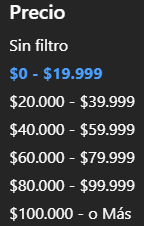 Precio
Sin filtro
$0 - $19.999
$20.000 - $39.999
$40.000 - $59.999
$60.000 - $79.999
$80.000 - $99.999
$100.000 - o Más